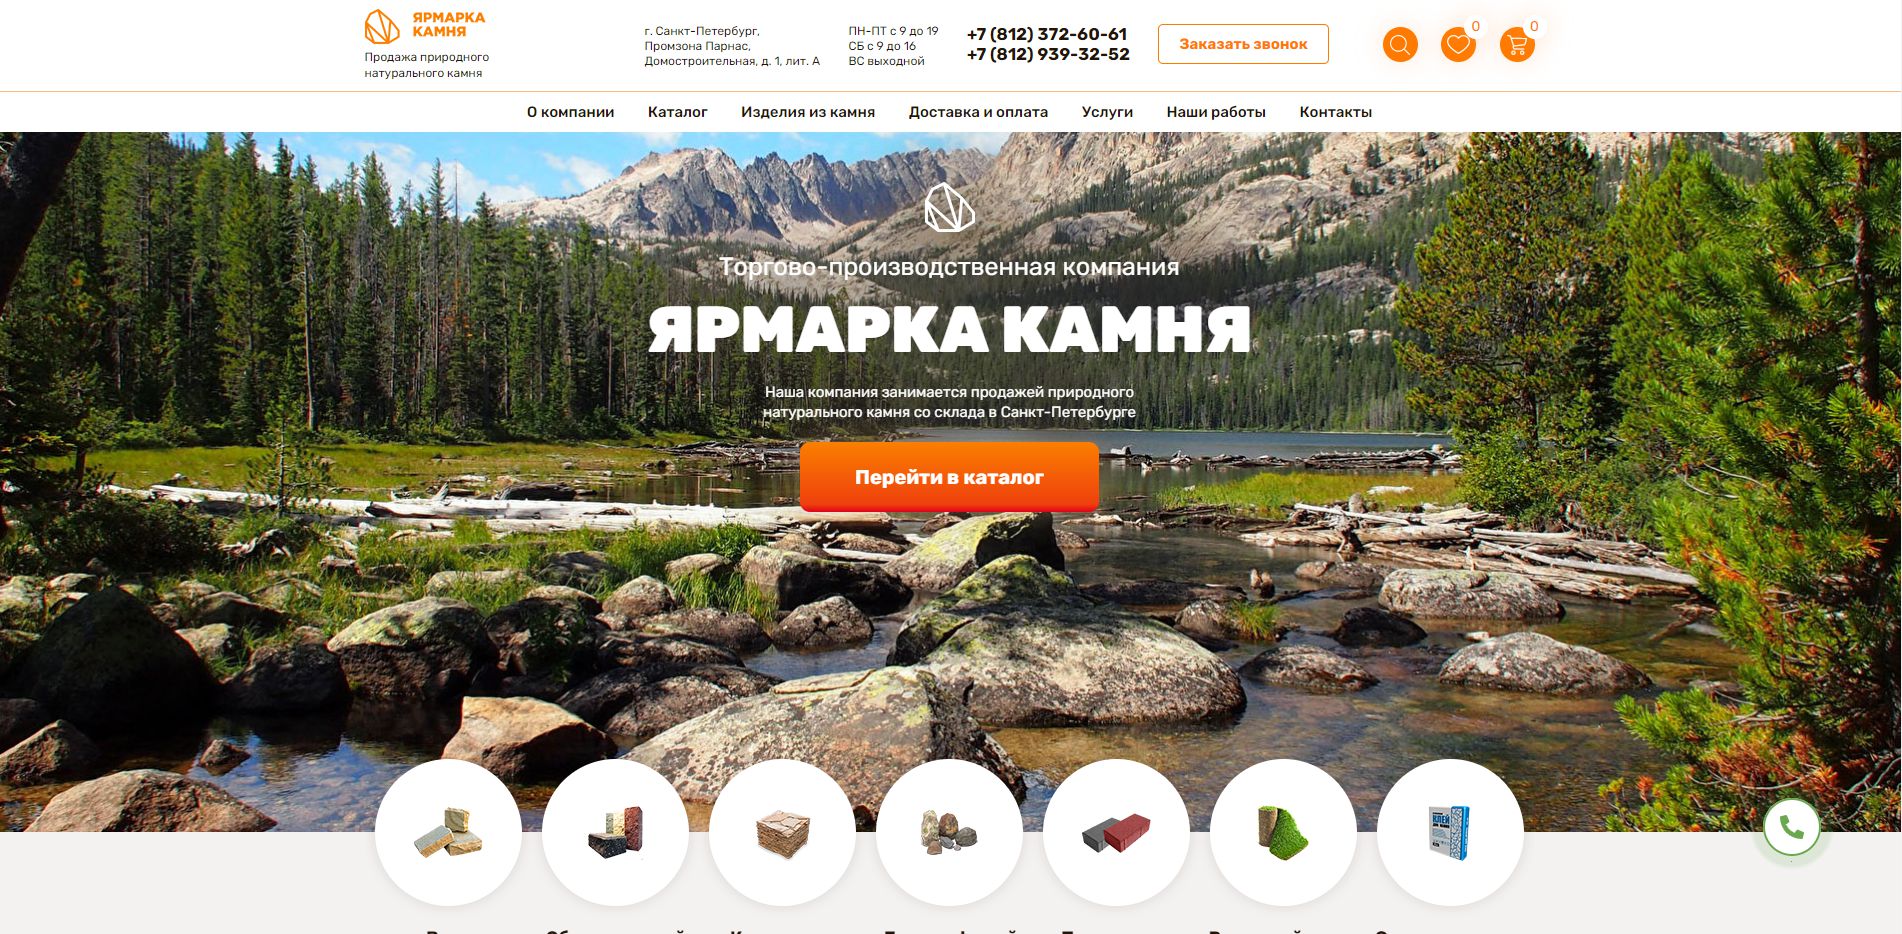 ЯРМАРКА
КАМНЯ
Продажа природного
натурального камня
г. Санкт-Петербург,
Промзона Парнас,
Домостроительная, д. 1, лит. А
ПН-ПТ с 9 до 19
СБ с 9 до 16
ВС выходной
+7 (812) 372-60-61
+7 (812) 939-32-52
Заказать звонок
0
0
О компании Каталог Изделия из камня Доставка и оплата Услуги Наши работы Контакты
Торгово-производственная компания
ЯРМАРКА КАМНЯ
Наша компания занимается продажей природного
натурального камня со склада в Санкт-Петербурге
Перейти в каталог
КЛЕЙ